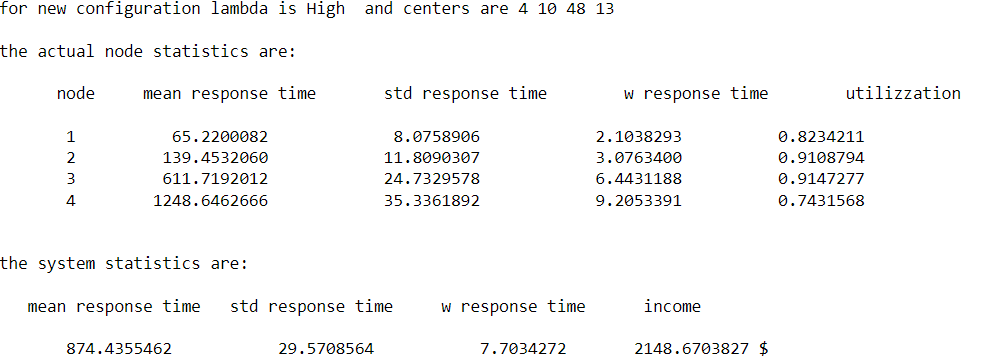 for new configuration lambda is High  and centers are 4 10 48 13
the actual node statistics are:
node mean response time std response time w response time utilizzation
1 65.2200082 8.0758906 2.1038293 0.8234211
2 139.4532060 11.8090307 3.0763400 0.9108794
3 611.7192012 24.7329578 6.4431188 0.9147277
4 1248.6462666 35.3361892 9.2053391 0.7431568
the system statistics are:
mean response time std response time w response time income
874.4355462 29.5708564 7.7034272 2148.6703827 $